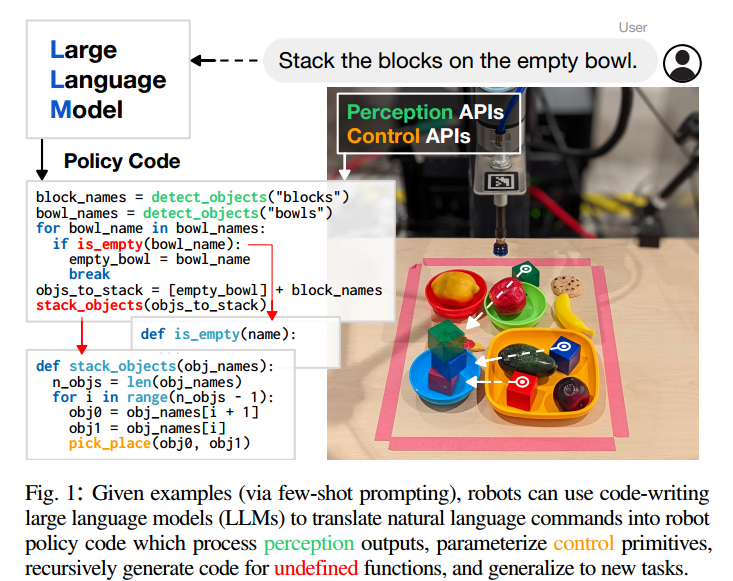 User
Large
Language
Model
Stack the blocks on the empty bowl.
Perception APIs
Control APIs
Policy Code
block_names = detect_objects("blocks")
bowl_names = detect_objects("bowls")
for bowl_name in bowl_names:
  if is_empty(bowl_name):
    empty_bowl = bowl_name
    break
objs_to_stack = [empty_bowl] + block_names
stack_objects(objs_to_stack)
def is_empty(name):
def stack_objects(obj_names):
  n_objs = len(obj_names)
  for i in range(n_objs - 1):
    obj0 = obj_names[i + 1]
    obj1 = obj_names[i]
    pick_place(obj0, obj1)
Fig. 1: Given examples (via few-shot prompting), robots can use code-writing
large language models (LLMs) to translate natural language commands into robot
policy code which process perception outputs, parameterize control primitives,
recursively generate code for undefined functions, and generalize to new tasks.